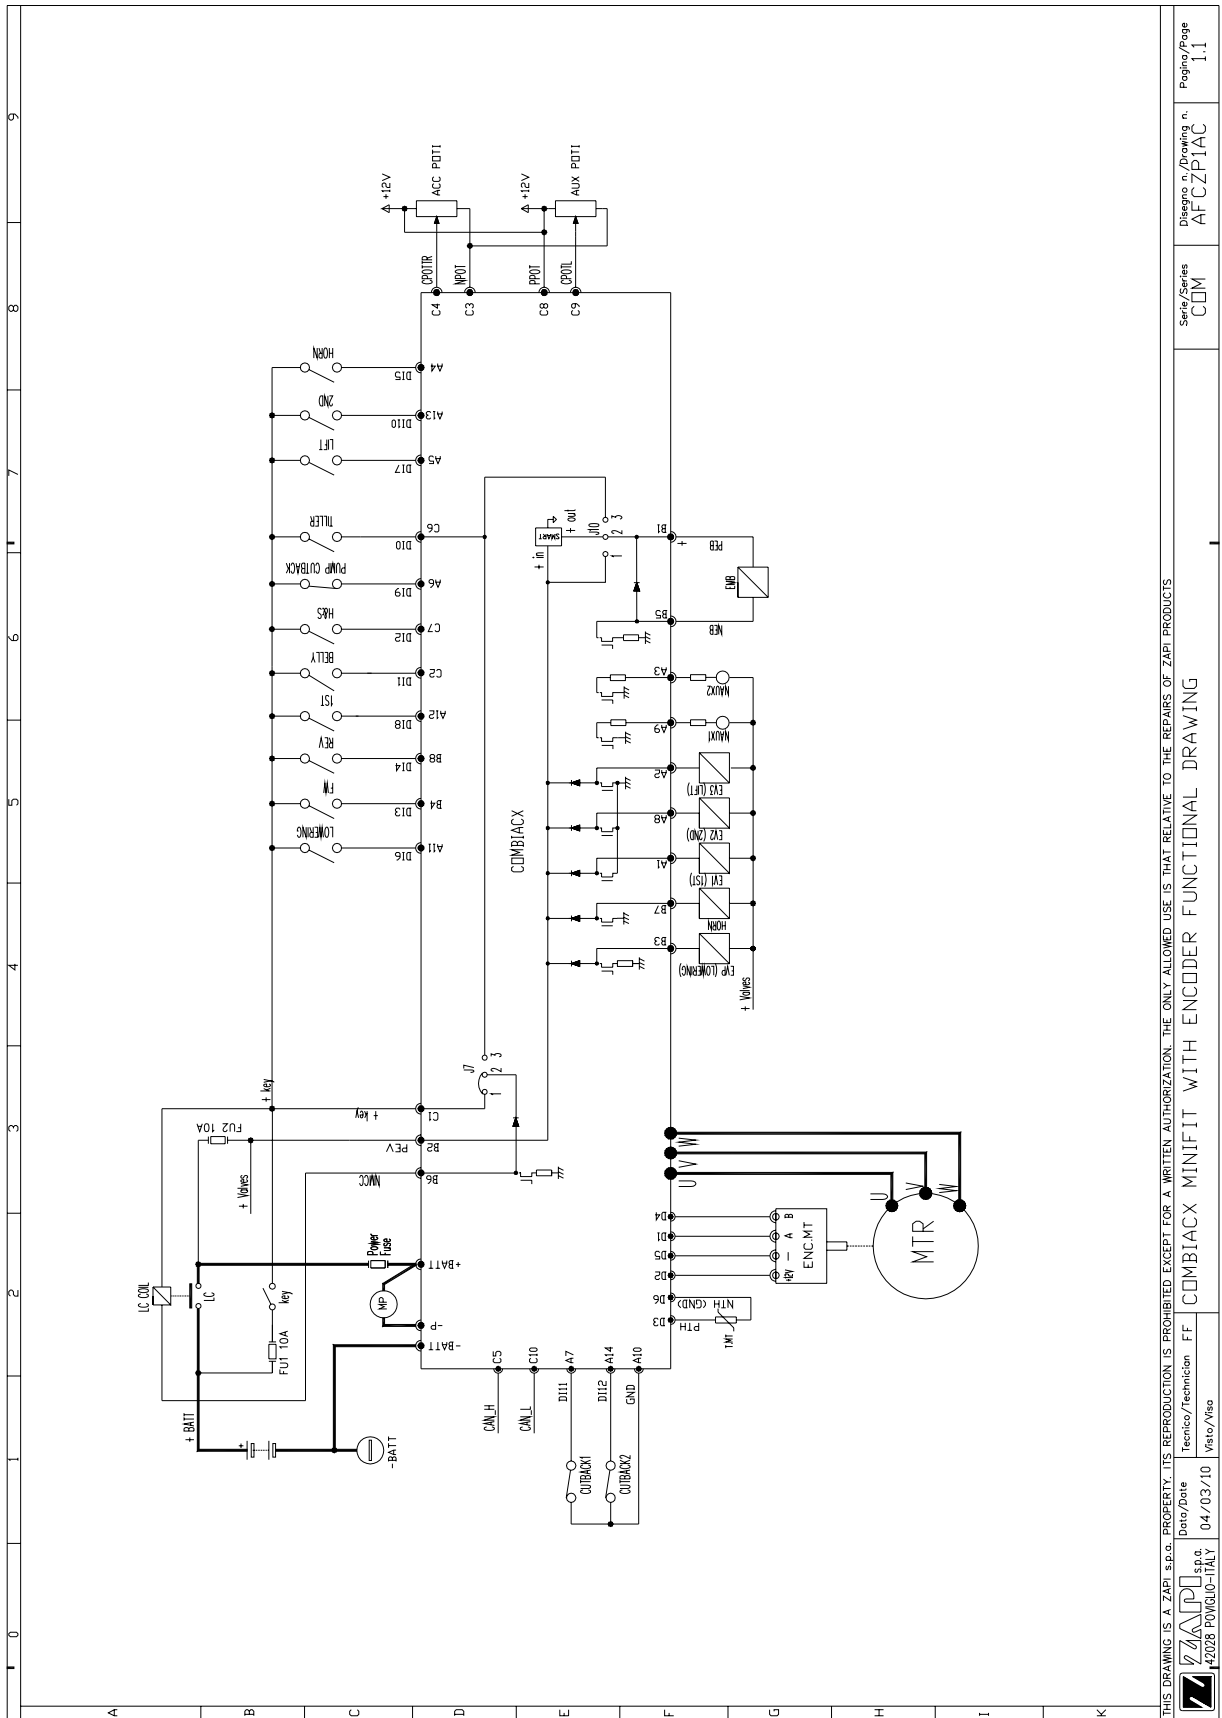 0 1 2 3 4 5 6 7 8 9
A B C D E F G H I K
+ BATT
-BATT
LC COIL
LC
key
FU1 10A
FU2 10A
+ Valves
+ key
Power
Fuse
MP
-BATT
-P
+BATT
NMCC
B6
PEV
B2
+ key
C1
J7
1 2 3
LOWERING
DI6
A11
FW
DI3
B4
REV
DI4
B8
1ST
DI8
A12
BELLY
DI1
C2
H&S
DI2
C7
PUMP CUTBACK
DI9
A6
TILLER
DI0
C6
LIFT
DI7
A5
2ND
DI10
A13
HORN
DI5
A4
CPOTTR
C4
NPOT
C3
PPOT
C8
CPOTL
C9
+12V
ACC POTI
+12V
AUX POTI
COMBIACX
+ in
SMART
+ out
J10
1 2 3
B1
+
PEB
EMB
B5
NEB
A3
NAUX2
A9
NAUX1
A2
EV3 (LIFT)
A8
EV2 (2ND)
A1
EV1 (1ST)
B7
HORN
B3
EVP (LOWERING)
+ Valves
U V W
U V W
MTR
D4
D1
D5
D2
D6
D3
B
A
–
+12V
ENC.MT
NTH (GND)
PTH
TMT
C5
CAN_H
C10
CAN_L
A7
DI11
A14
DI12
A10
GND
CUTBACK1
CUTBACK2
THIS DRAWING IS A ZAPI s.p.a. PROPERTY. ITS REPRODUCTION IS PROHIBITED EXCEPT FOR A WRITTEN AUTHORIZATION. THE ONLY ALLOWED USE IS THAT RELATIVE TO THE REPAIRS OF ZAPI PRODUCTS
ZAPI s.p.a.
42028 POVIGLIO-ITALY
Data/Date
04/03/10
Tecnico/Technician FF
Visto/Visa
COMBIACX MINIFIT WITH ENCODER FUNCTIONAL DRAWING
Serie/Series
COM
Disegno n./Drawing n.
AFCZP1AC
Pagina/Page
1.1